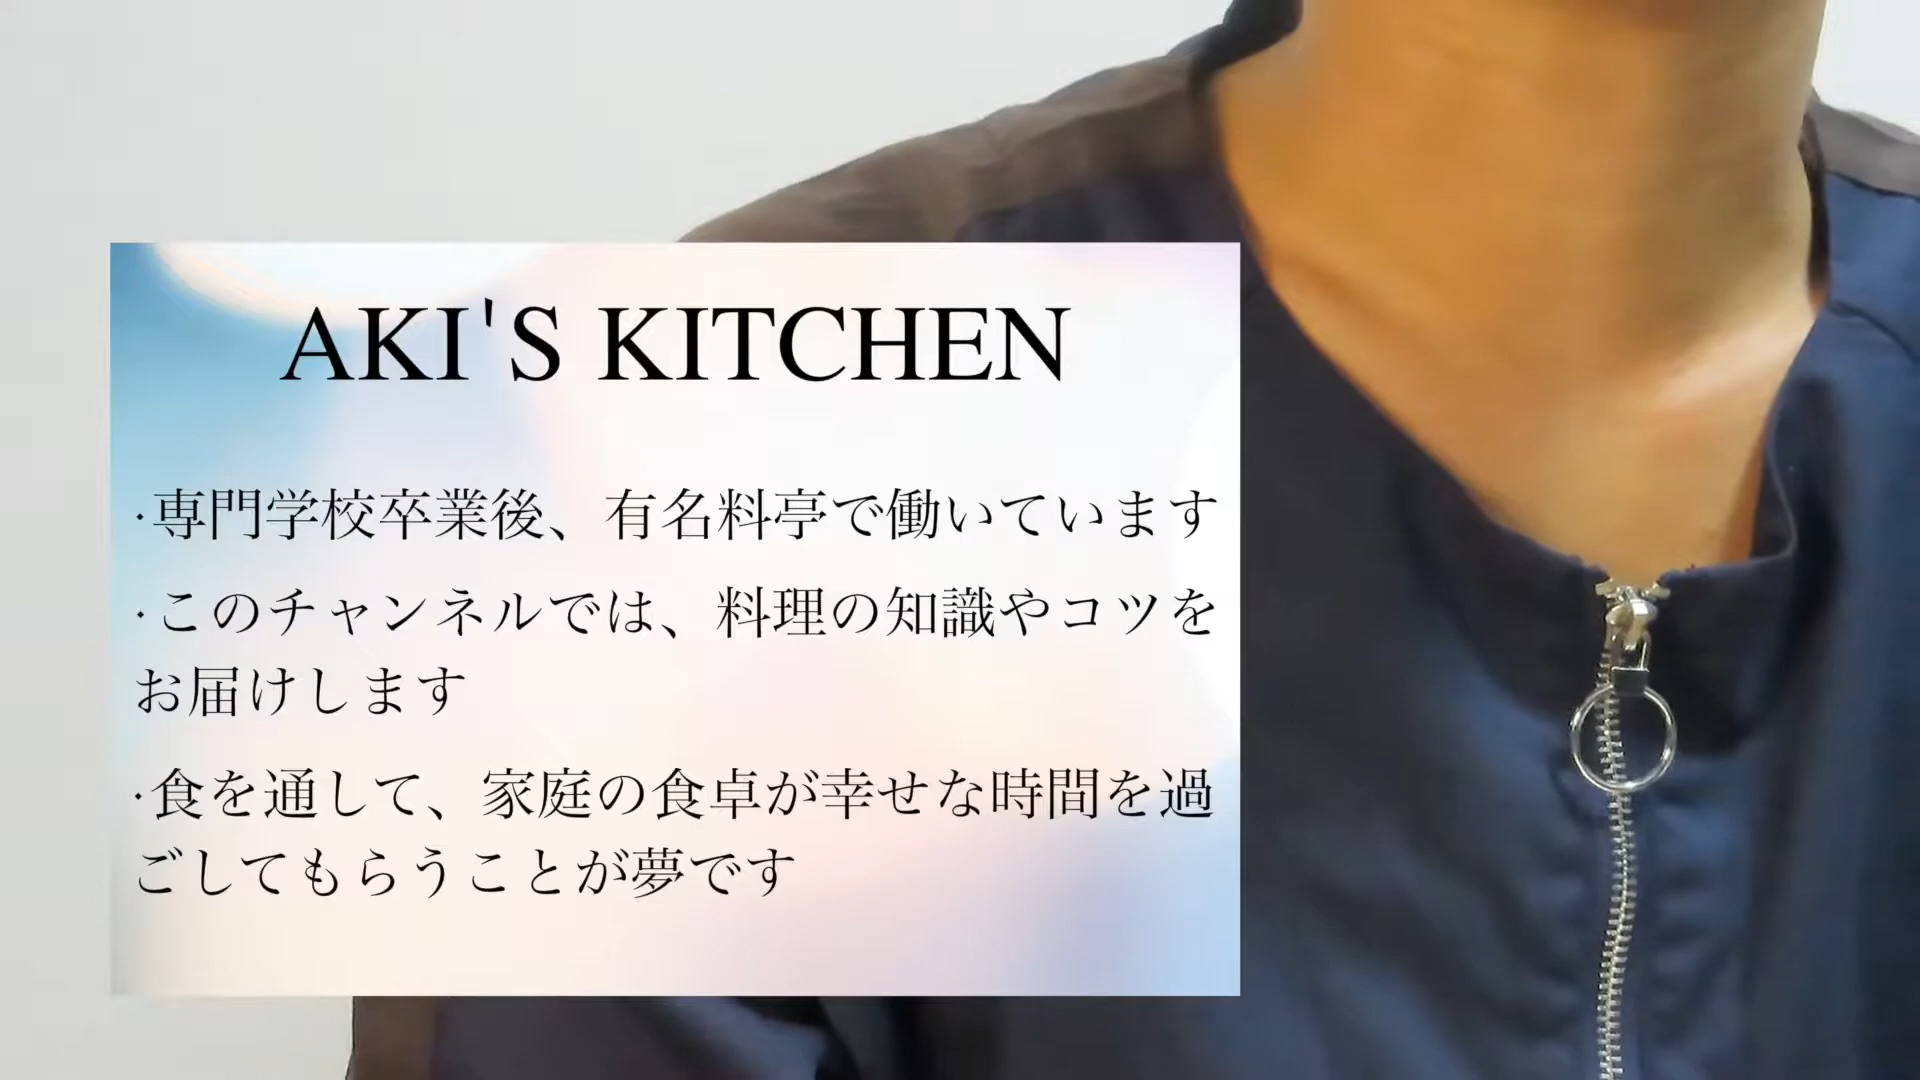 AKI'S KITCHEN
·専門学校卒業後、有名料亭で働いています
·このチャンネルでは、料理の知識やコツを
お届けします
·食を通して、家庭の食卓が幸せな時間を過
ごしてもらうことが夢です